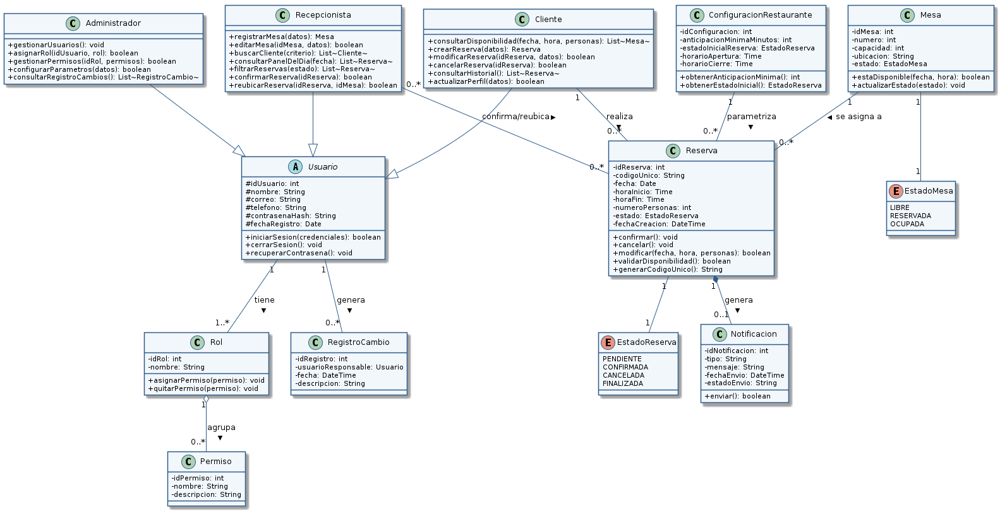 C Administrador
+gestionarUsuarios(): void
+asignarRol(idUsuario, rol): boolean
+gestionarPermisos(idRol, permisos): boolean
+configurarParametros(datos): boolean
+consultarRegistroCambios(): List~RegistroCambio~
C Recepcionista
+registrarMesa(datos): Mesa
+editarMesa(idMesa, datos): boolean
+buscarCliente(criterio): List~Cliente~
+consultarPanelDelDia(fecha): List~Reserva~
+filtrarReservas(estado): List~Reserva~
+confirmarReserva(idReserva): boolean
+reubicarReserva(idReserva, idMesa): boolean
C Cliente
+consultarDisponibilidad(fecha, hora, personas): List~Mesa~
+crearReserva(datos): Reserva
+modificarReserva(idReserva, datos): boolean
+cancelarReserva(idReserva): boolean
+consultarHistorial(): List~Reserva~
+actualizarPerfil(datos): boolean
C ConfiguracionRestaurante
-idConfiguracion: int
-anticipacionMinimaMinutos: int
-estadoInicialReserva: EstadoReserva
-horarioApertura: Time
-horarioCierre: Time
+obtenerAnticipacionMinima(): int
+obtenerEstadoInicial(): EstadoReserva
C Mesa
-idMesa: int
-numero: int
-capacidad: int
-ubicacion: String
-estado: EstadoMesa
+estaDisponible(fecha, hora): boolean
+actualizarEstado(estado): void
0..*
1
1
1
1
confirma/reubica ►
realiza
▼
parametriza
▼
◄ se asigna a
0..*
0..*
0..*
0..*
1
A Usuario
#idUsuario: int
#nombre: String
#correo: String
#telefono: String
#contrasenaHash: String
#fechaRegistro: Date
+iniciarSesion(credenciales): boolean
+cerrarSesion(): void
+recuperarContrasena(): void
C Reserva
-idReserva: int
-codigoUnico: String
-fecha: Date
-horaInicio: Time
-horaFin: Time
-numeroPersonas: int
-estado: EstadoReserva
-fechaCreacion: DateTime
+confirmar(): void
+cancelar(): void
+modificar(fecha, hora, personas): boolean
+validarDisponibilidad(): boolean
+generarCodigoUnico(): String
E EstadoMesa
LIBRE
RESERVADA
OCUPADA
1
1
1
1
tiene
▼
genera
▼
genera
▼
1..*
0..*
1
0..1
C Rol
-idRol: int
-nombre: String
+asignarPermiso(permiso): void
+quitarPermiso(permiso): void
C RegistroCambio
-idRegistro: int
-usuarioResponsable: Usuario
-fecha: DateTime
-descripcion: String
E EstadoReserva
PENDIENTE
CONFIRMADA
CANCELADA
FINALIZADA
C Notificacion
-idNotificacion: int
-tipo: String
-mensaje: String
-fechaEnvio: DateTime
-estadoEnvio: String
+enviar(): boolean
1
agrupa
▼
0..*
C Permiso
-idPermiso: int
-nombre: String
-descripcion: String